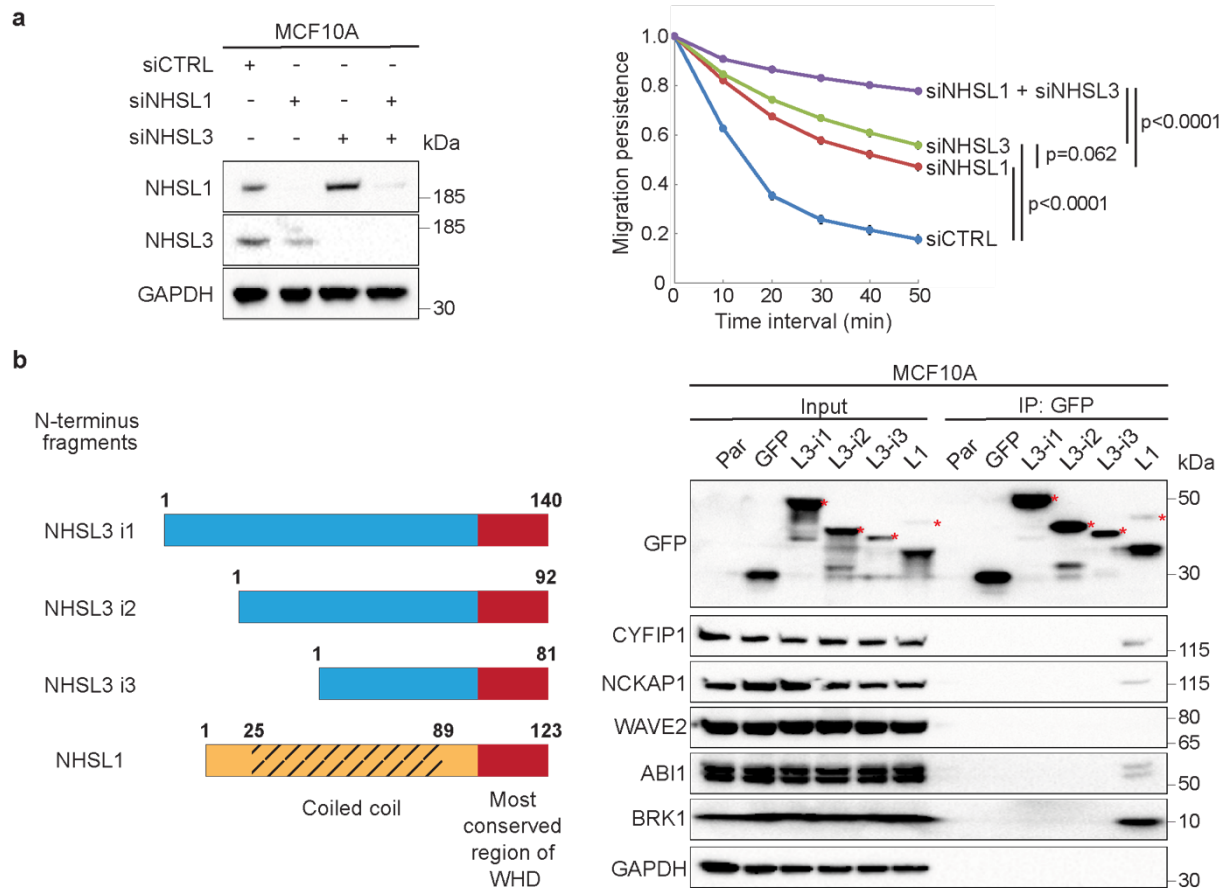 a
MCF10A
siCTRL + - - -
siNHSL1 - + - +
siNHSL3 - - + + kDa
NHSL1
185
185
NHSL3
GAPDH
30
Migration persistence
1.0
0.8
0.6
0.4
0.2
0
0 10 20 30 40 50
Time interval (min)
siNHSL1 + siNHSL3
siNHSL3
siNHSL1
siCTRL
p<0.0001
p=0.062
p<0.0001
b
N-terminus
fragments
NHSL3 i1
1 140
NHSL3 i2
1 92
NHSL3 i3
1 81
NHSL1
1 25 89 123
Coiled coil
Most
conserved
region of
WHD
MCF10A
Input IP: GFP
Par GFP L3-i1 L3-i2 L3-i3 L1 Par GFP L3-i1 L3-i2 L3-i3 L1 kDa
GFP * * * * * * * * 50
30
CYFIP1 115
NCKAP1 115
WAVE2 80
65
ABI1 50
BRK1 10
GAPDH 30